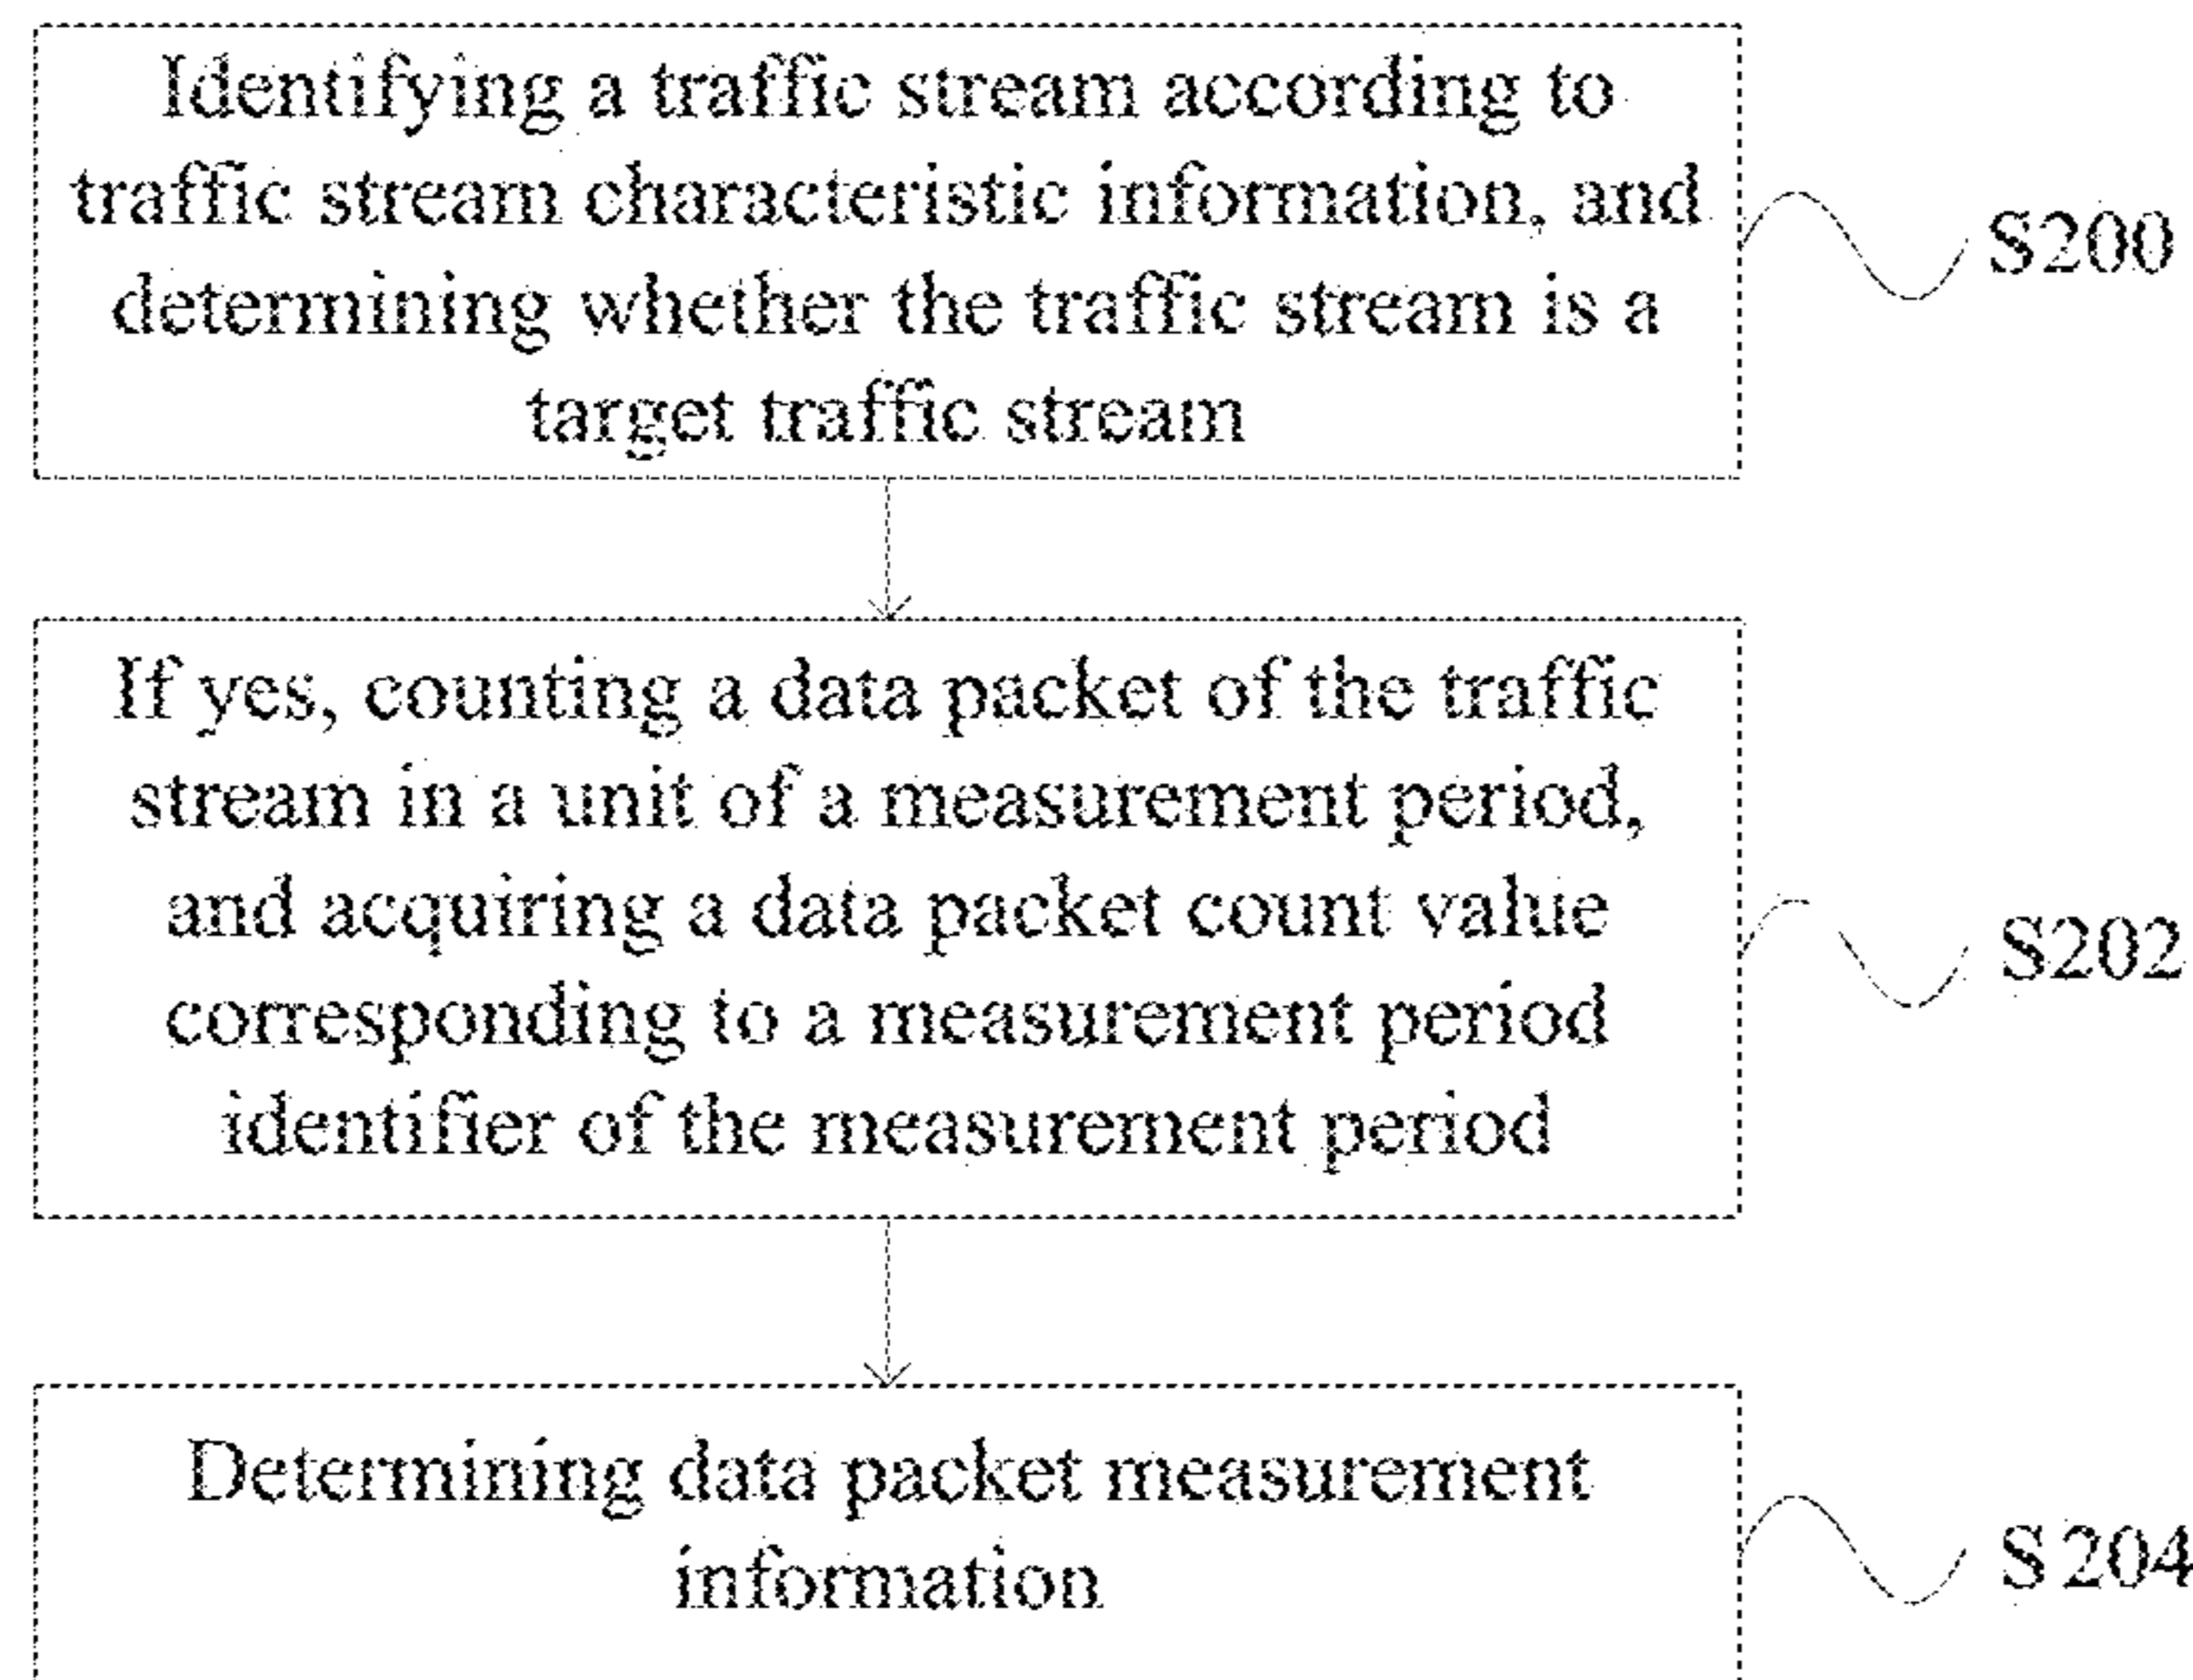 Identifying a traffic stream according to
traffic stream characteristic information, and
determining whether the traffic stream is a
target traffic stream
S200
If yes, counting a data packet of the traffic
stream in a unit of a measurement period,
and acquiring a data packet count value
corresponding to a measurement period
identifier of the measurement period
S202
Determining data packet measurement
information
S204